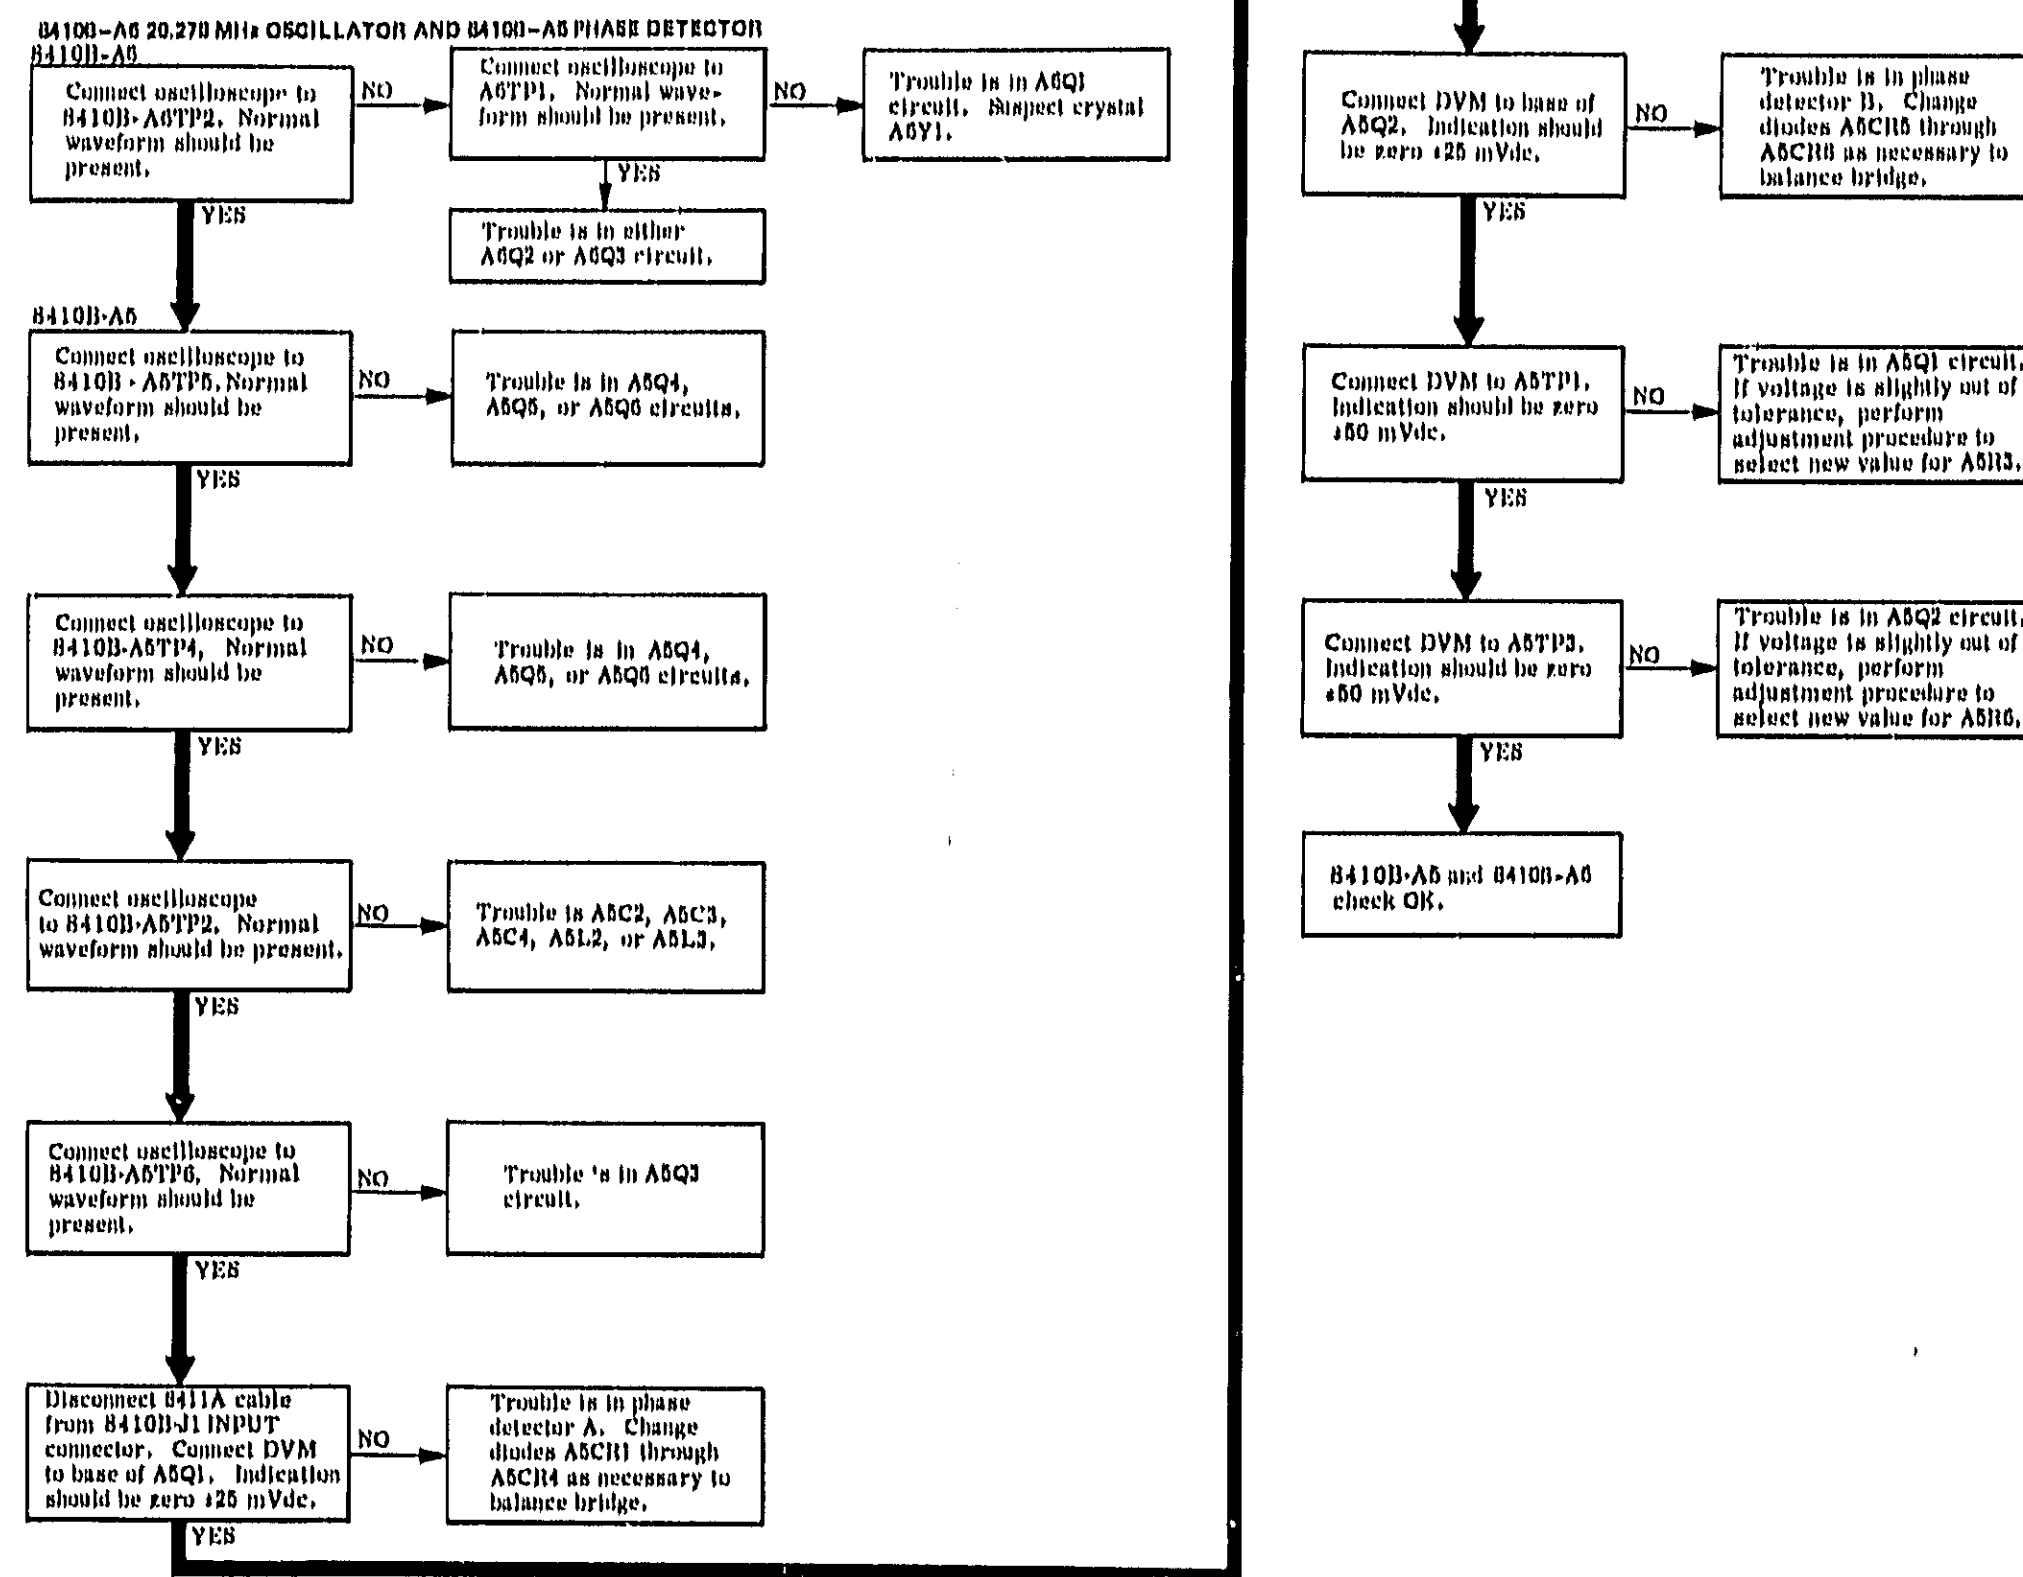 8410B-A6 20.278 MHz OSCILLATOR AND 8410B-A5 PHASE DETECTOR
8410B-A6
Connect oscilloscope to
8410B-A6TP2. Normal
waveform should be
present.
NO
Connect oscilloscope to
A6TP1. Normal wave-
form should be present.
NO
Trouble is in A6Q1
circuit. Suspect crystal
A6Y1.
YES
YES
Trouble is in either
A6Q2 or A6Q3 circuit.
8410B-A5
Connect oscilloscope to
8410B-A5TP5. Normal
waveform should be
present.
NO
Trouble is in A5Q4,
A5Q5, or A5Q6 circuits.
YES
Connect oscilloscope to
8410B-A5TP4. Normal
waveform should be
present.
NO
Trouble is in A5Q4,
A5Q5, or A5Q6 circuits.
YES
Connect oscilloscope
to 8410B-A5TP2. Normal
waveform should be present.
NO
Trouble is A5C2, A5C3,
A5C4, A5L2, or A5L3.
YES
Connect oscilloscope to
8410B-A5TP6. Normal
waveform should be
present.
NO
Trouble is in A5Q3
circuit.
YES
Disconnect 8411A cable
from 8410B-J1 INPUT
connector. Connect DVM
to base of A5Q1. Indication
should be zero ±25 mVdc.
NO
Trouble is in phase
detector A. Change
diodes A5CR1 through
A5CR4 as necessary to
balance bridge.
YES
Connect DVM to base of
A5Q2. Indication should
be zero ±25 mVdc.
NO
Trouble is in phase
detector B. Change
diodes A5CR5 through
A5CR8 as necessary to
balance bridge.
YES
Connect DVM to A5TP1.
Indication should be zero
±50 mVdc.
NO
Trouble is in A5Q1 circuit.
If voltage is slightly out of
tolerance, perform
adjustment procedure to
select new value for A5R3.
YES
Connect DVM to A5TP3.
Indication should be zero
±50 mVdc.
NO
Trouble is in A5Q2 circuit.
If voltage is slightly out of
tolerance, perform
adjustment procedure to
select new value for A5R6.
YES
8410B-A5 and 8410B-A6
check OK.